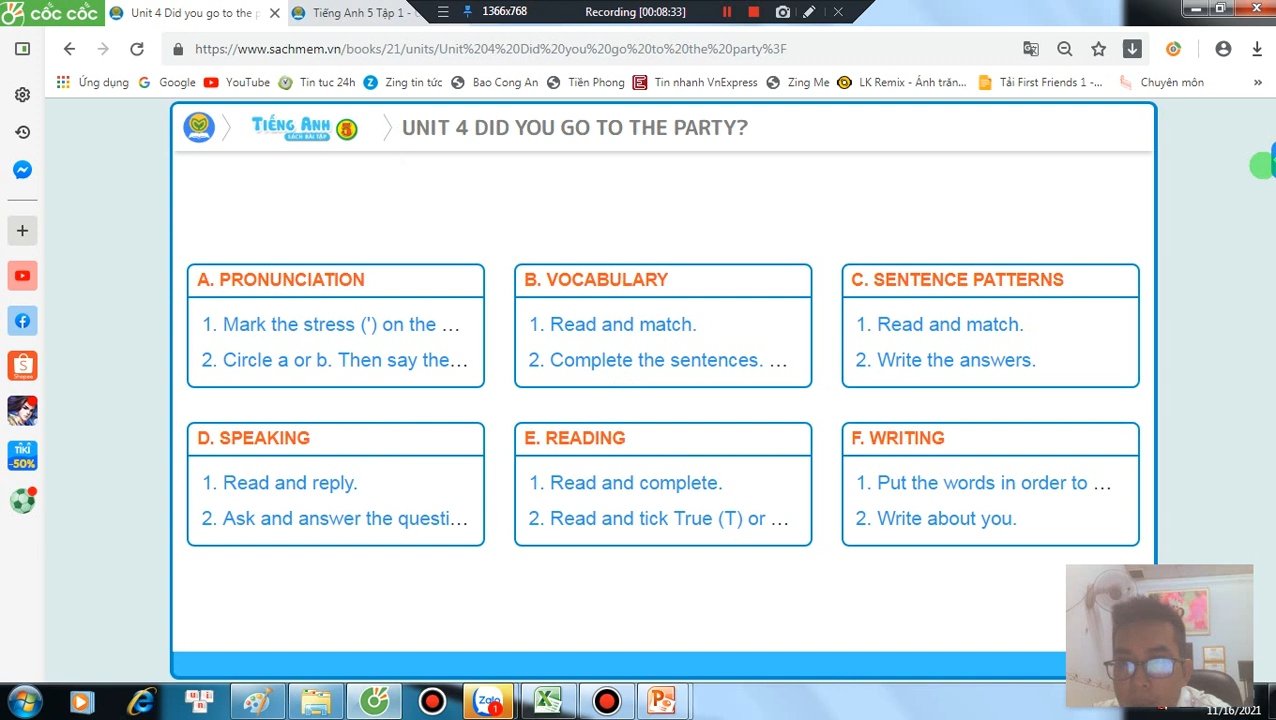 cốc cốc
Unit 4 Did you go to the p
Tiếng Anh 5 Tập 1 -
1366x768
Recording [00:08:33]
https://www.sachmem.vn/books/21/units/Unit%204%20Did%20you%20go%20to%20the%20party%3F
Ứng dụng
Google
YouTube
Tin tuc 24h
Zing tin tức
Bao Cong An
Tiền Phong
Tin nhanh VnExpress
Zing Me
LK Remix - Ảnh trăn...
Tải First Friends 1 -...
Chuyên môn
»
TIẾNG ANH 5
SÁCH BÀI TẬP
UNIT 4 DID YOU GO TO THE PARTY?
A. PRONUNCIATION
1. Mark the stress (') on the ...
2. Circle a or b. Then say the...
B. VOCABULARY
1. Read and match.
2. Complete the sentences. ...
C. SENTENCE PATTERNS
1. Read and match.
2. Write the answers.
D. SPEAKING
1. Read and reply.
2. Ask and answer the questi...
E. READING
1. Read and complete.
2. Read and tick True (T) or ...
F. WRITING
1. Put the words in order to ...
2. Write about you.
Shopee
TIKI
-50%
Zalo
1
11/16/2021